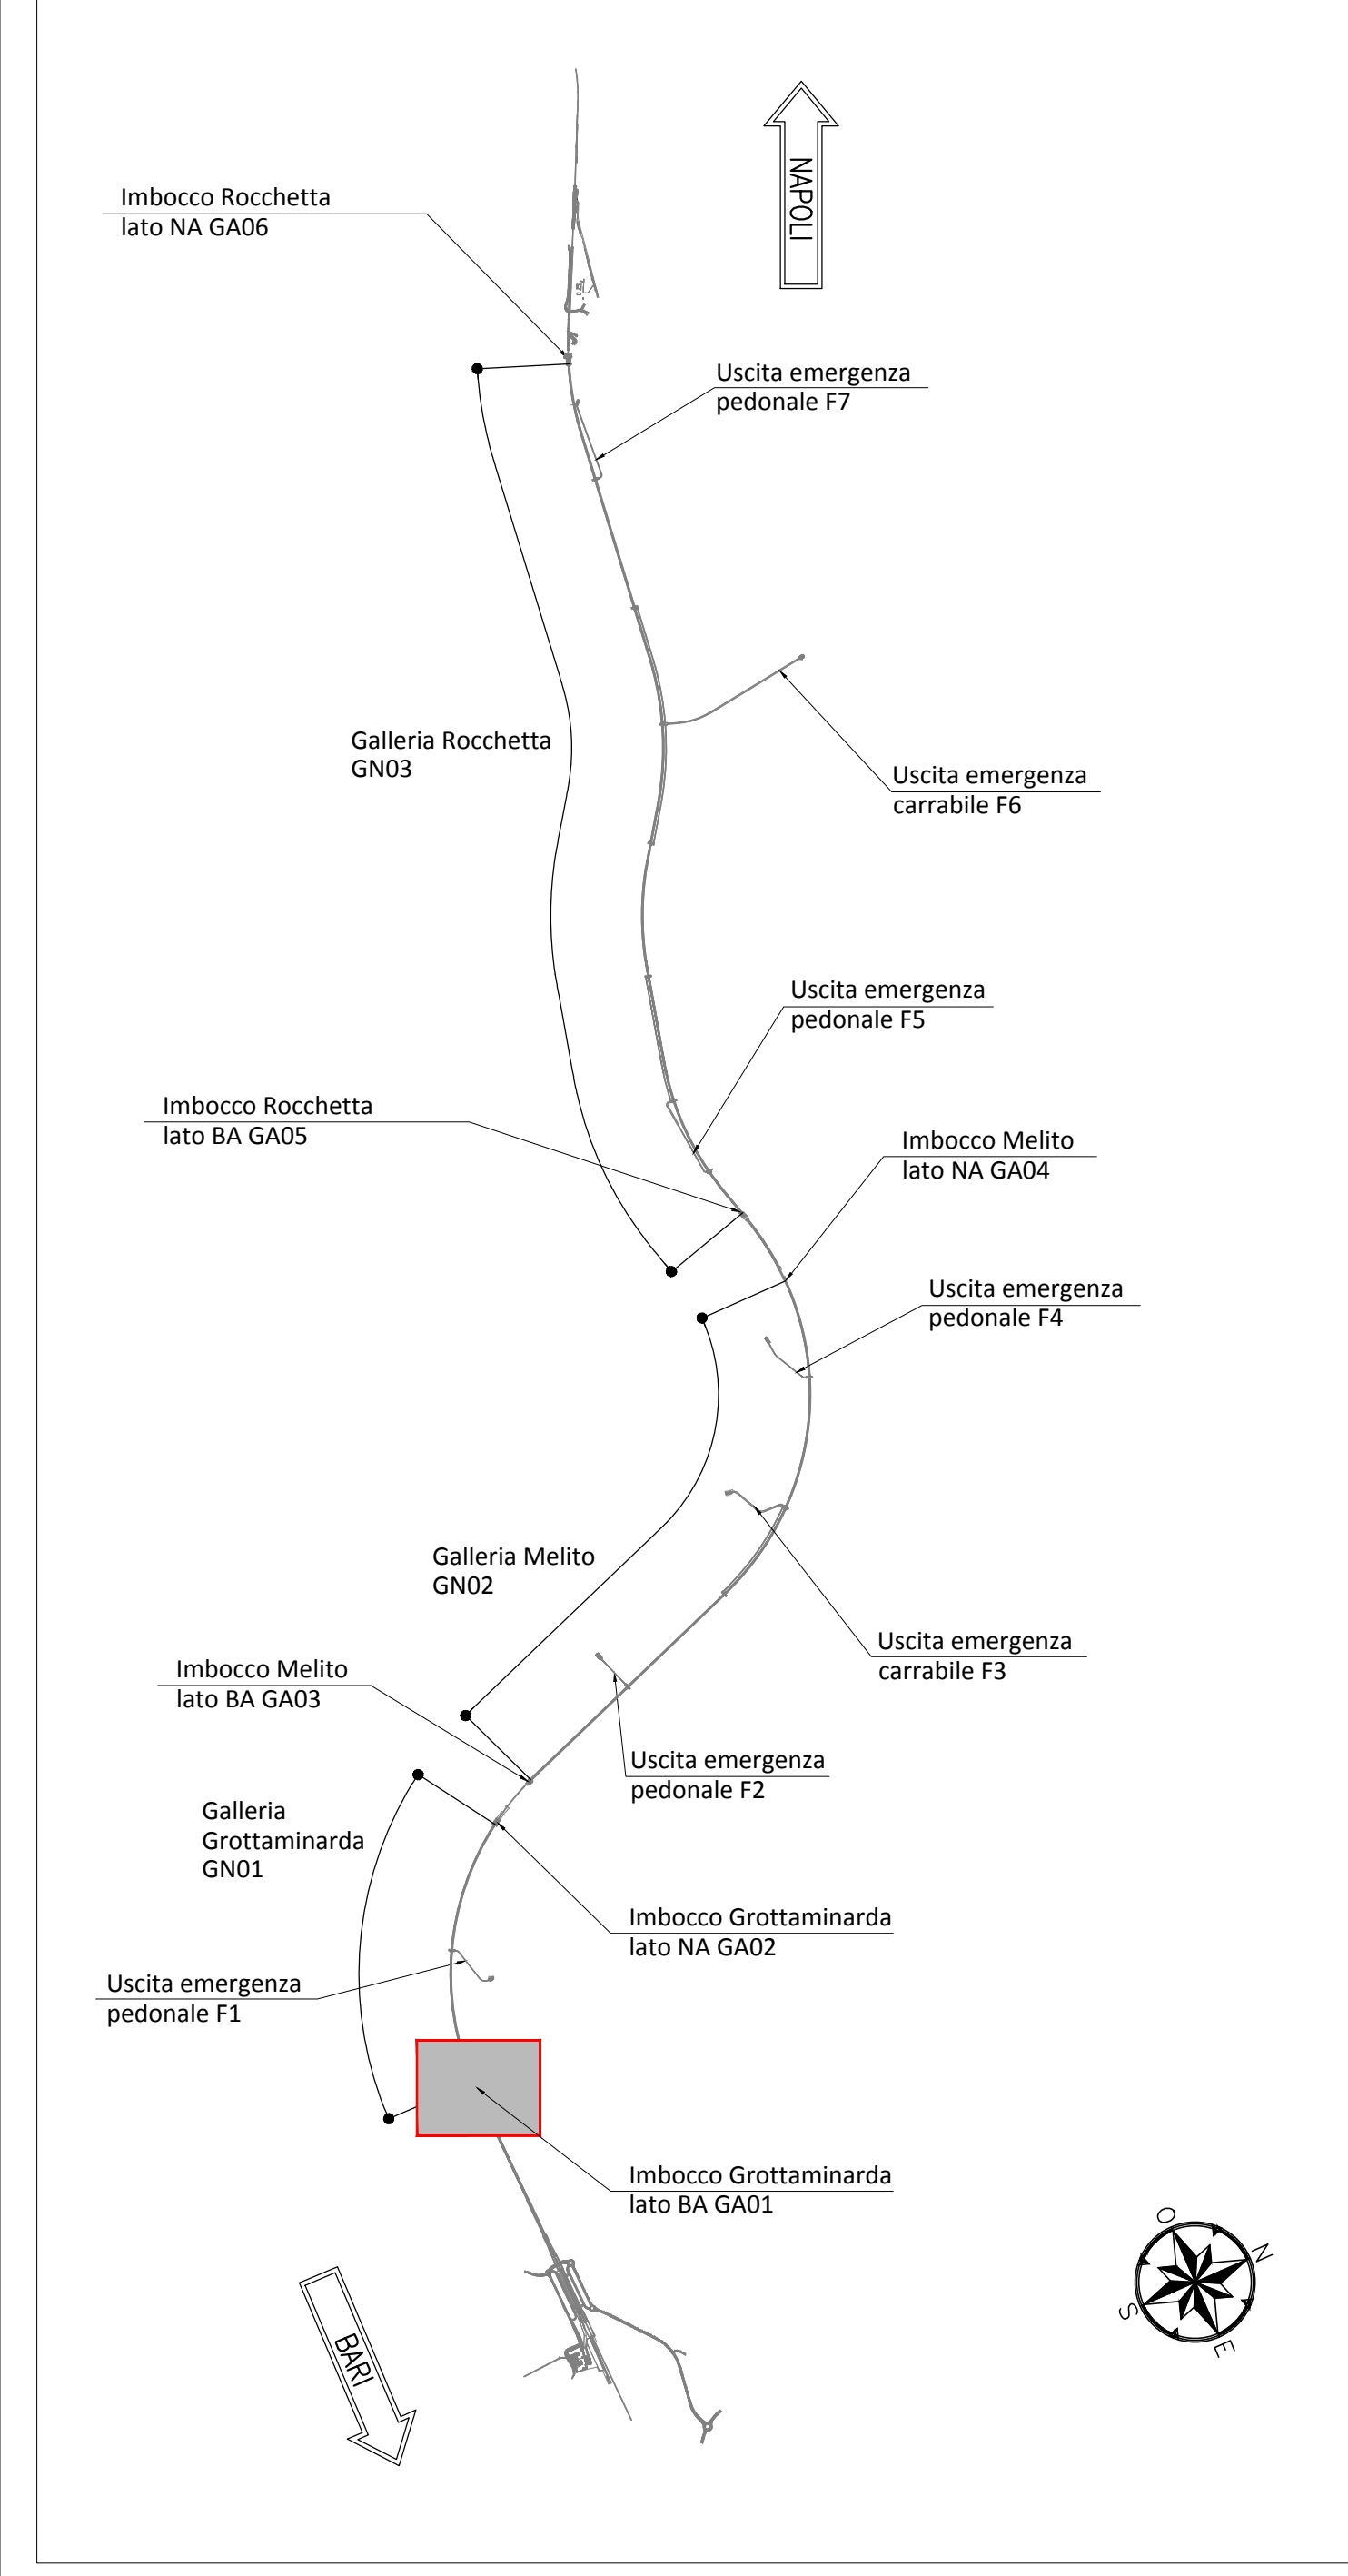 NAPOLI
Imbocco Rocchetta
lato NA GA06
Uscita emergenza
pedonale F7
Galleria Rocchetta
GN03
Uscita emergenza
carrabile F6
Uscita emergenza
pedonale F5
Imbocco Rocchetta
lato BA GA05
Imbocco Melito
lato NA GA04
Uscita emergenza
pedonale F4
Galleria Melito
GN02
Uscita emergenza
carrabile F3
Imbocco Melito
lato BA GA03
Uscita emergenza
pedonale F2
Galleria
Grottaminarda
GN01
Imbocco Grottaminarda
lato NA GA02
Uscita emergenza
pedonale F1
Imbocco Grottaminarda
lato BA GA01
BARI
O
N
S
E